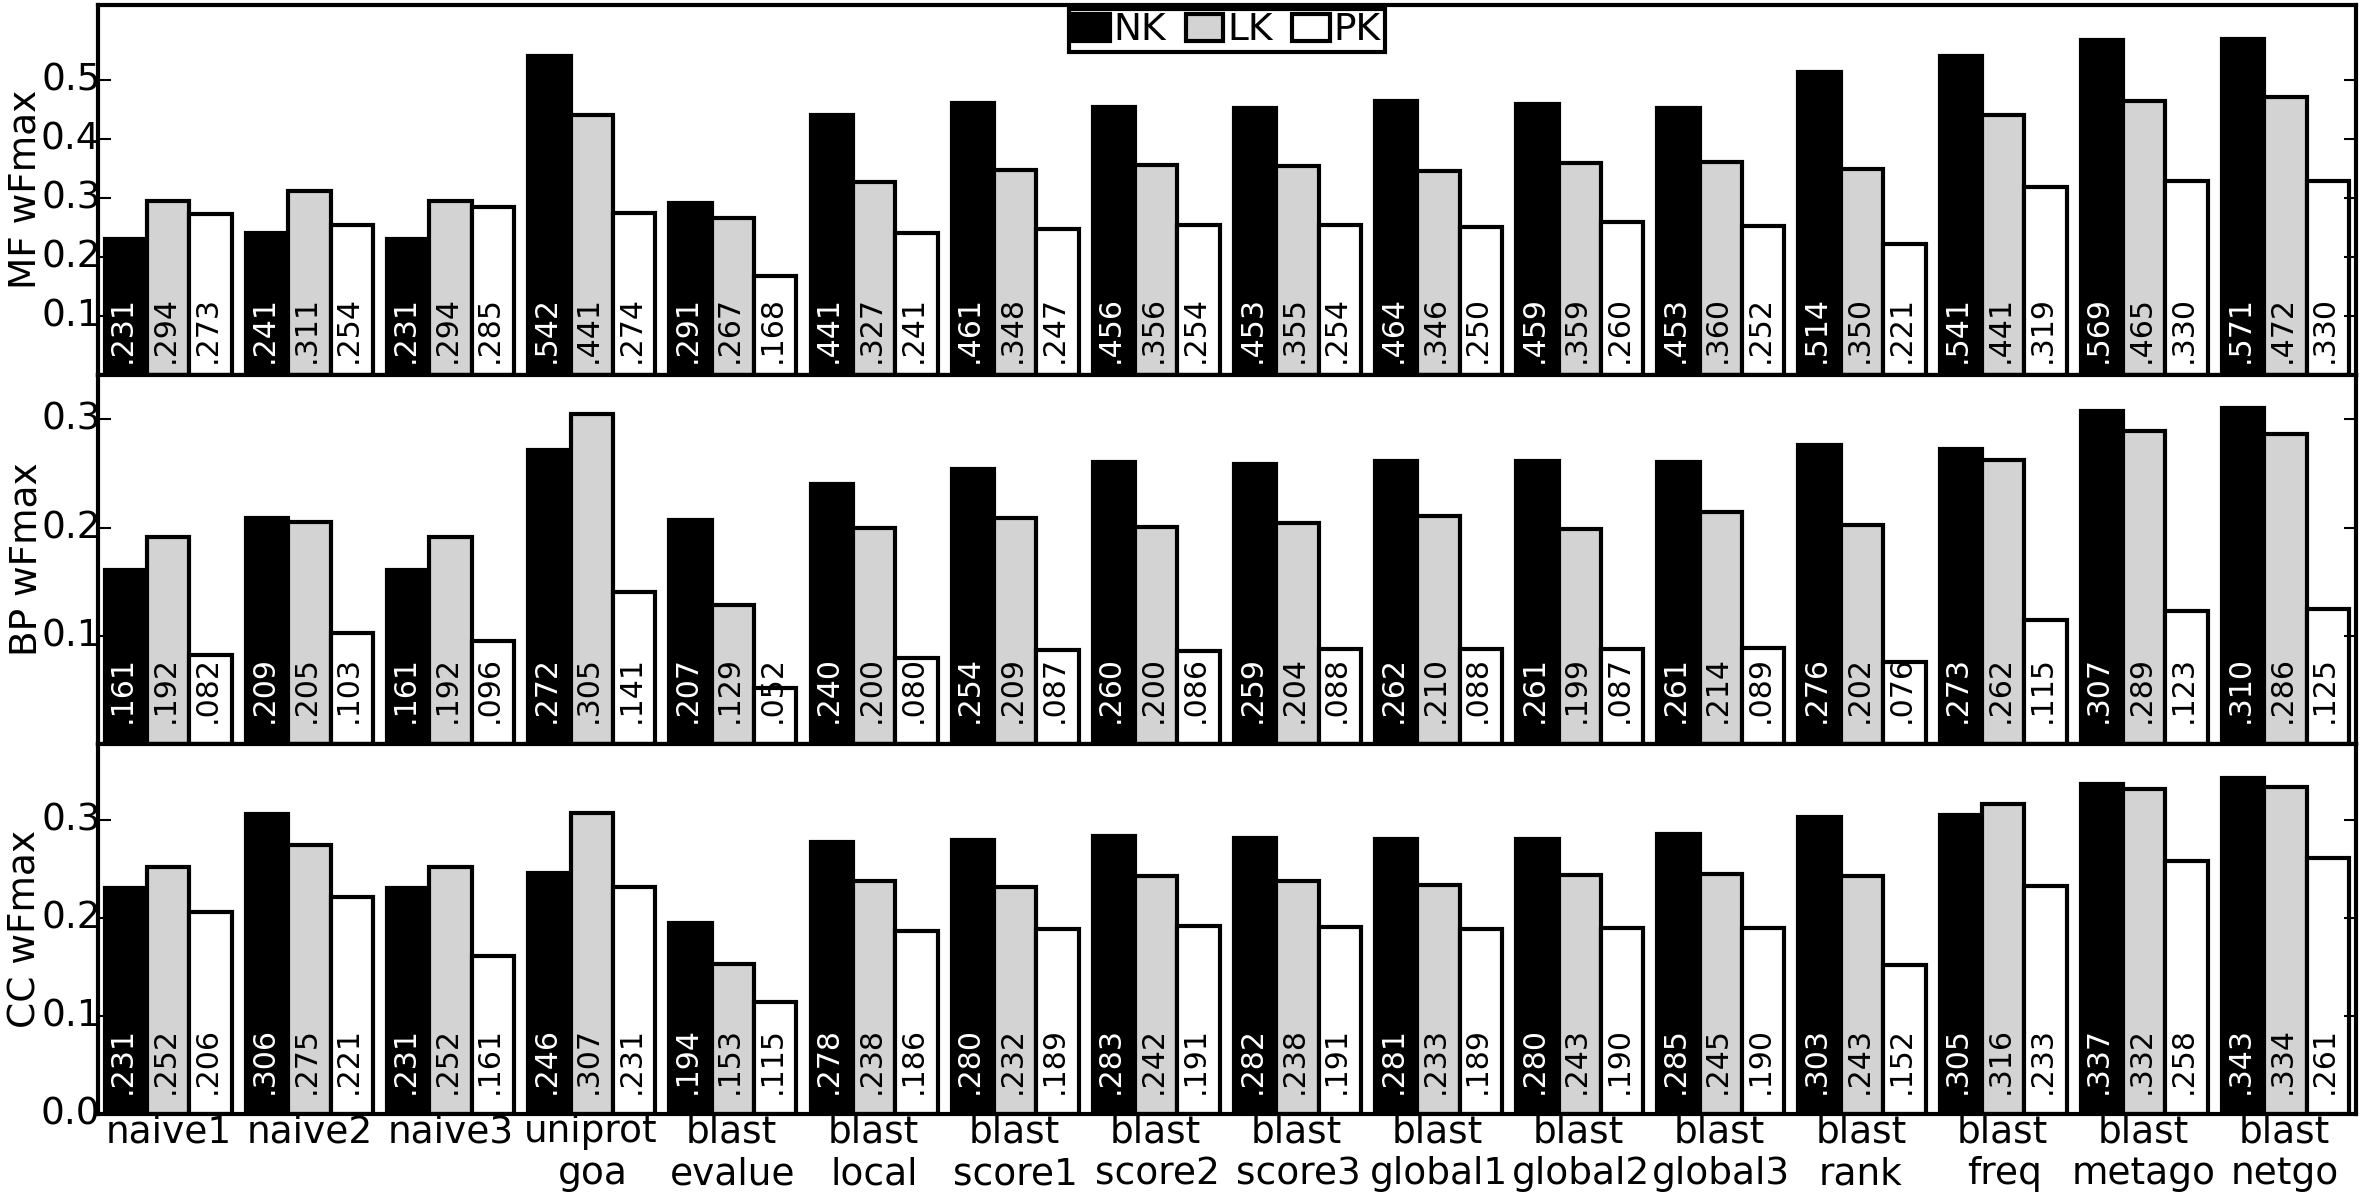 NK LK PK
MF wFmax
0.5
0.4
0.3
0.2
0.1
.231 .294 .273 .241 .311 .254 .231 .294 .285 .542 .441 .274 .291 .267 .168 .441 .327 .241 .461 .348 .247 .456 .356 .254 .453 .355 .254 .464 .346 .250 .459 .359 .260 .453 .360 .252 .514 .350 .221 .541 .441 .319 .569 .465 .330 .571 .472 .330
BP wFmax
0.3
0.2
0.1
.161 .192 .082 .209 .205 .103 .161 .192 .096 .272 .305 .141 .207 .129 .052 .240 .200 .080 .254 .209 .087 .260 .200 .086 .259 .204 .088 .262 .210 .088 .261 .199 .087 .261 .214 .089 .276 .202 .076 .273 .262 .115 .307 .289 .123 .310 .286 .125
CC wFmax
0.3
0.2
0.1
0.0
.231 .252 .206 .306 .275 .221 .231 .252 .161 .246 .307 .231 .194 .153 .115 .278 .238 .186 .280 .232 .189 .283 .242 .191 .282 .238 .191 .281 .233 .189 .280 .243 .190 .285 .245 .190 .303 .243 .152 .305 .316 .233 .337 .332 .258 .343 .334 .261
naive1 naive2 naive3 uniprot blast blast blast blast blast blast blast blast blast blast blast blast
goa evalue local score1 score2 score3 global1 global2 global3 rank freq metago netgo